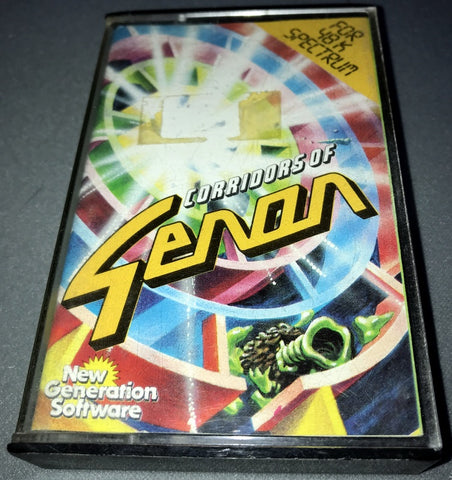 FOR
48K
SPECTRUM
CORRIDORS OF
Genon
New
Generation
Software